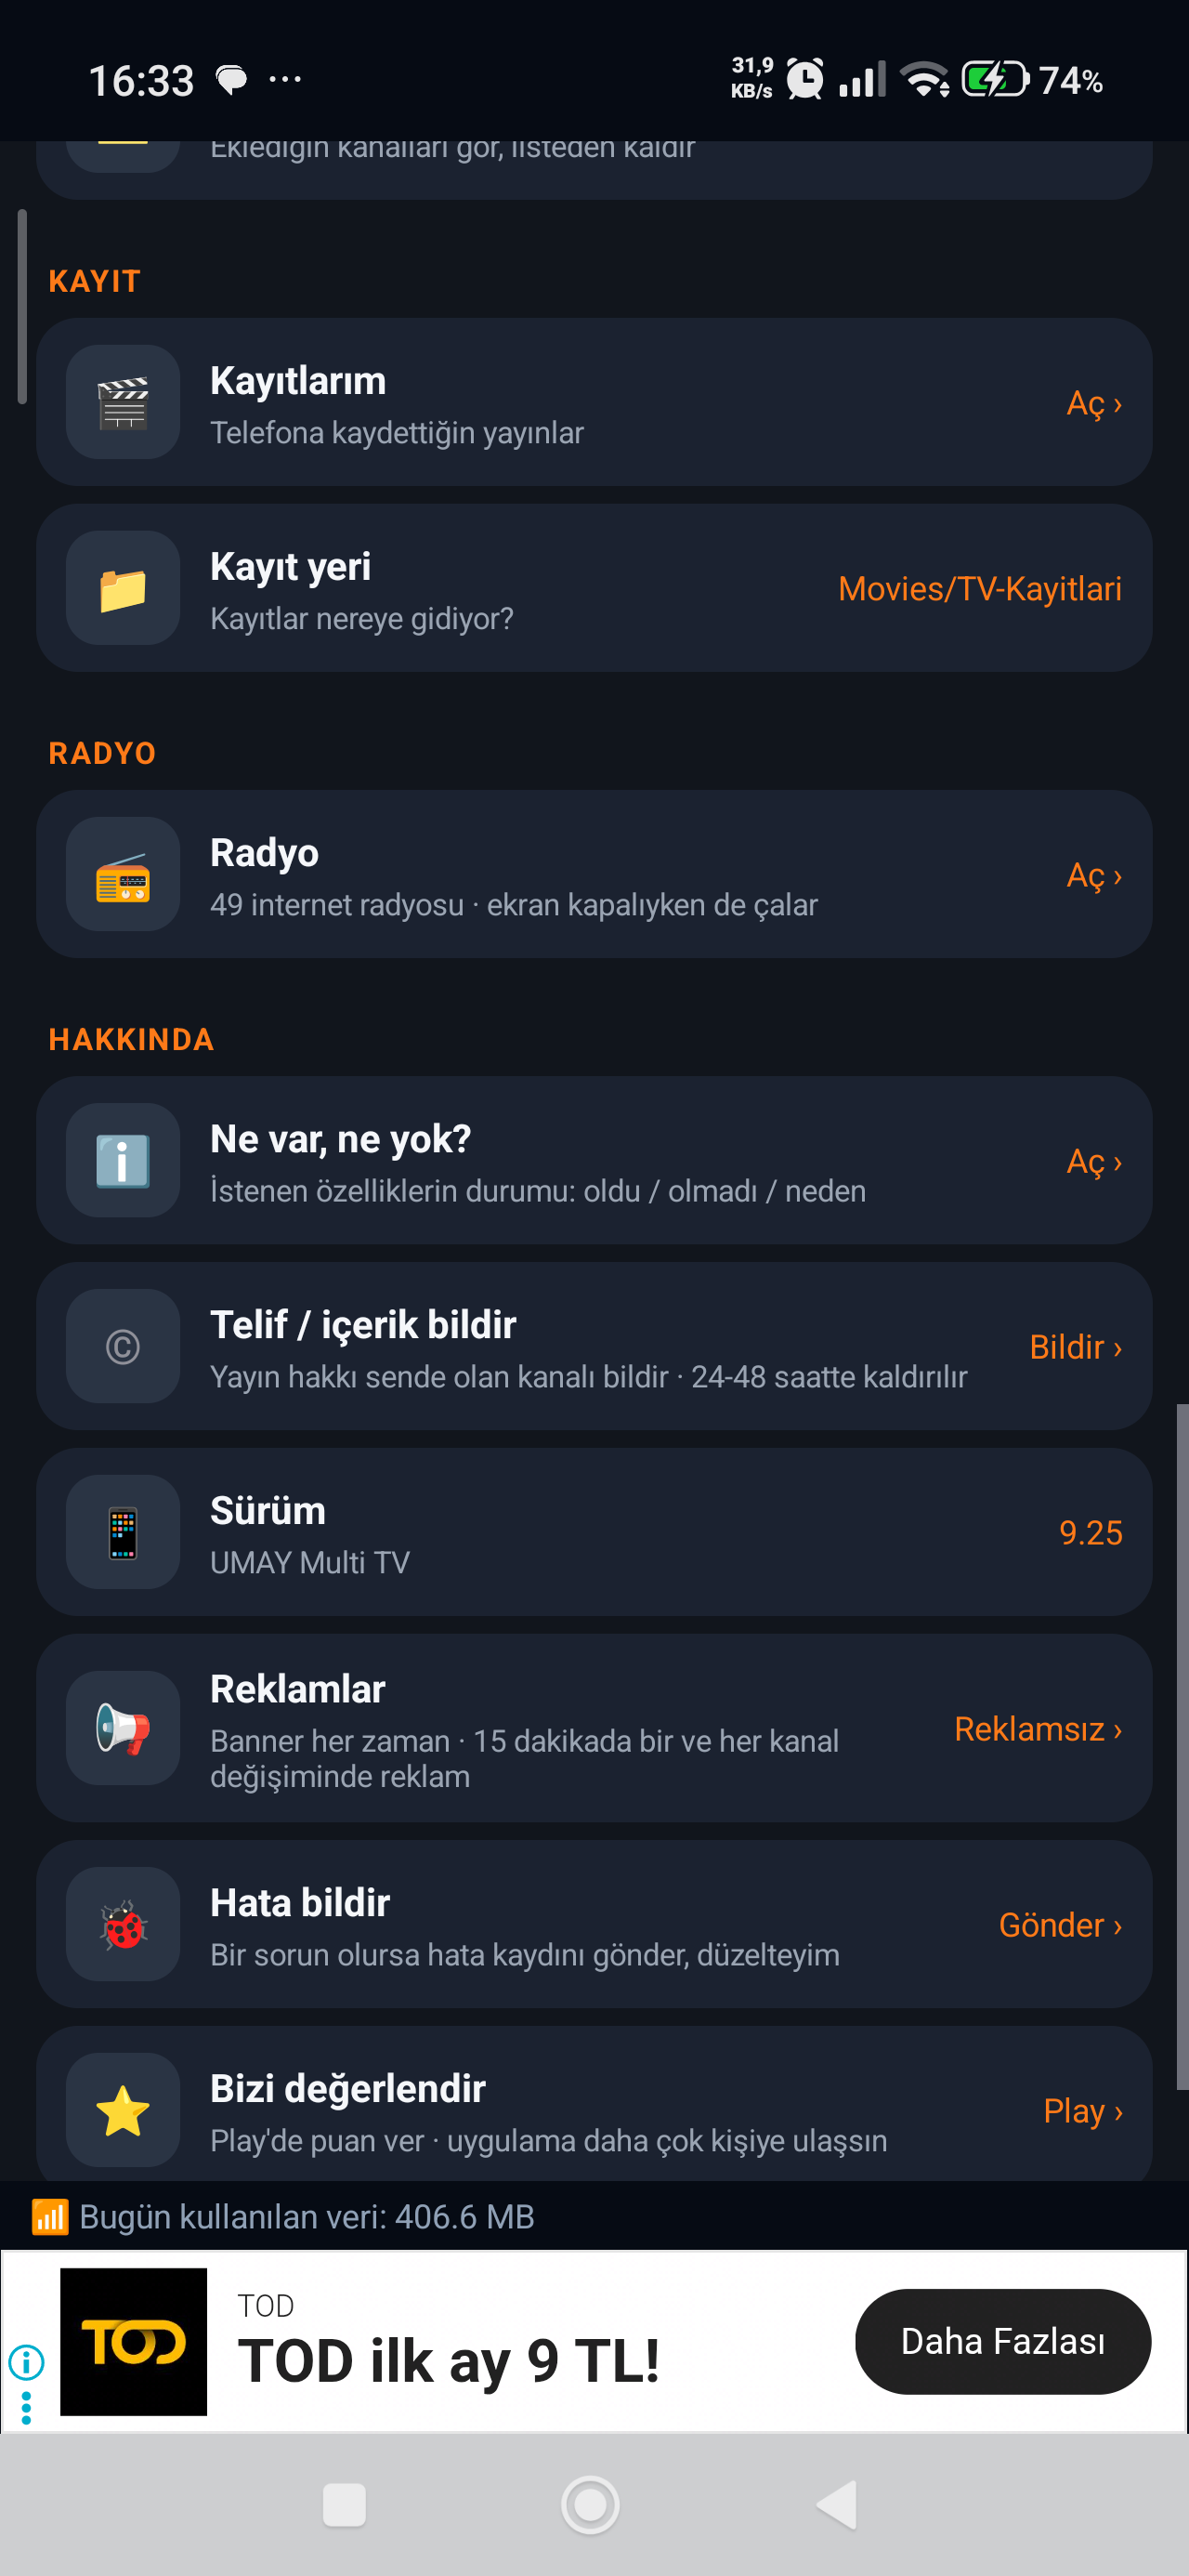 16:33
31,9
KB/s
74%
Eklediğin kanalları gör, listeden kaldır
KAYIT
Kayıtlarım
Telefona kaydettiğin yayınlar
Aç ›
Kayıt yeri
Kayıtlar nereye gidiyor?
Movies/TV-Kayitlari
RADYO
Radyo
49 internet radyosu · ekran kapalıyken de çalar
Aç ›
HAKKINDA
Ne var, ne yok?
İstenen özelliklerin durumu: oldu / olmadı / neden
Aç ›
©
Telif / içerik bildir
Yayın hakkı sende olan kanalı bildir · 24-48 saatte kaldırılır
Bildir ›
Sürüm
UMAY Multi TV
9.25
Reklamlar
Banner her zaman · 15 dakikada bir ve her kanal
değişiminde reklam
Reklamsız ›
Hata bildir
Bir sorun olursa hata kaydını gönder, düzelteyim
Gönder ›
Bizi değerlendir
Play'de puan ver · uygulama daha çok kişiye ulaşsın
Play ›
Bugün kullanılan veri: 406.6 MB
TOD
TOD
TOD ilk ay 9 TL!
Daha Fazlası